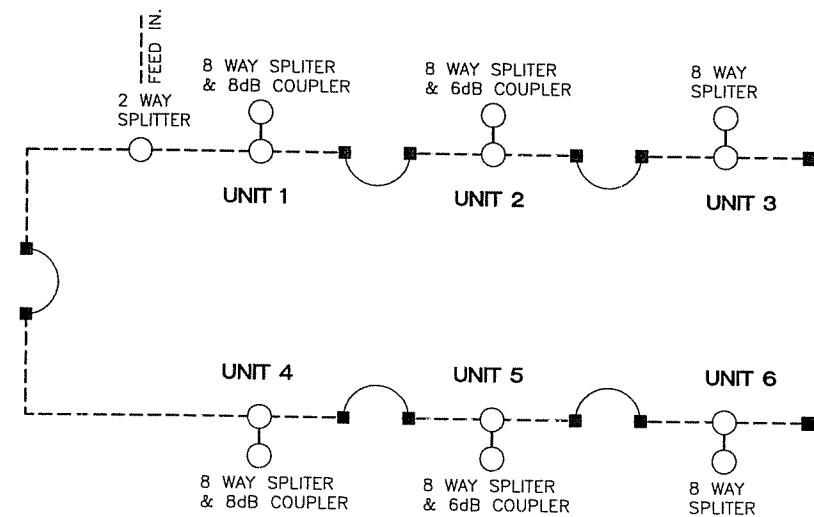 FEED IN.
2 WAY
SPLITTER
8 WAY SPLITER
& 8dB COUPLER
8 WAY SPLITER
& 6dB COUPLER
8 WAY
SPLITER
UNIT 1
UNIT 2
UNIT 3
UNIT 4
UNIT 5
UNIT 6
8 WAY SPLITER
& 8dB COUPLER
8 WAY SPLITER
& 6dB COUPLER
8 WAY
SPLITER